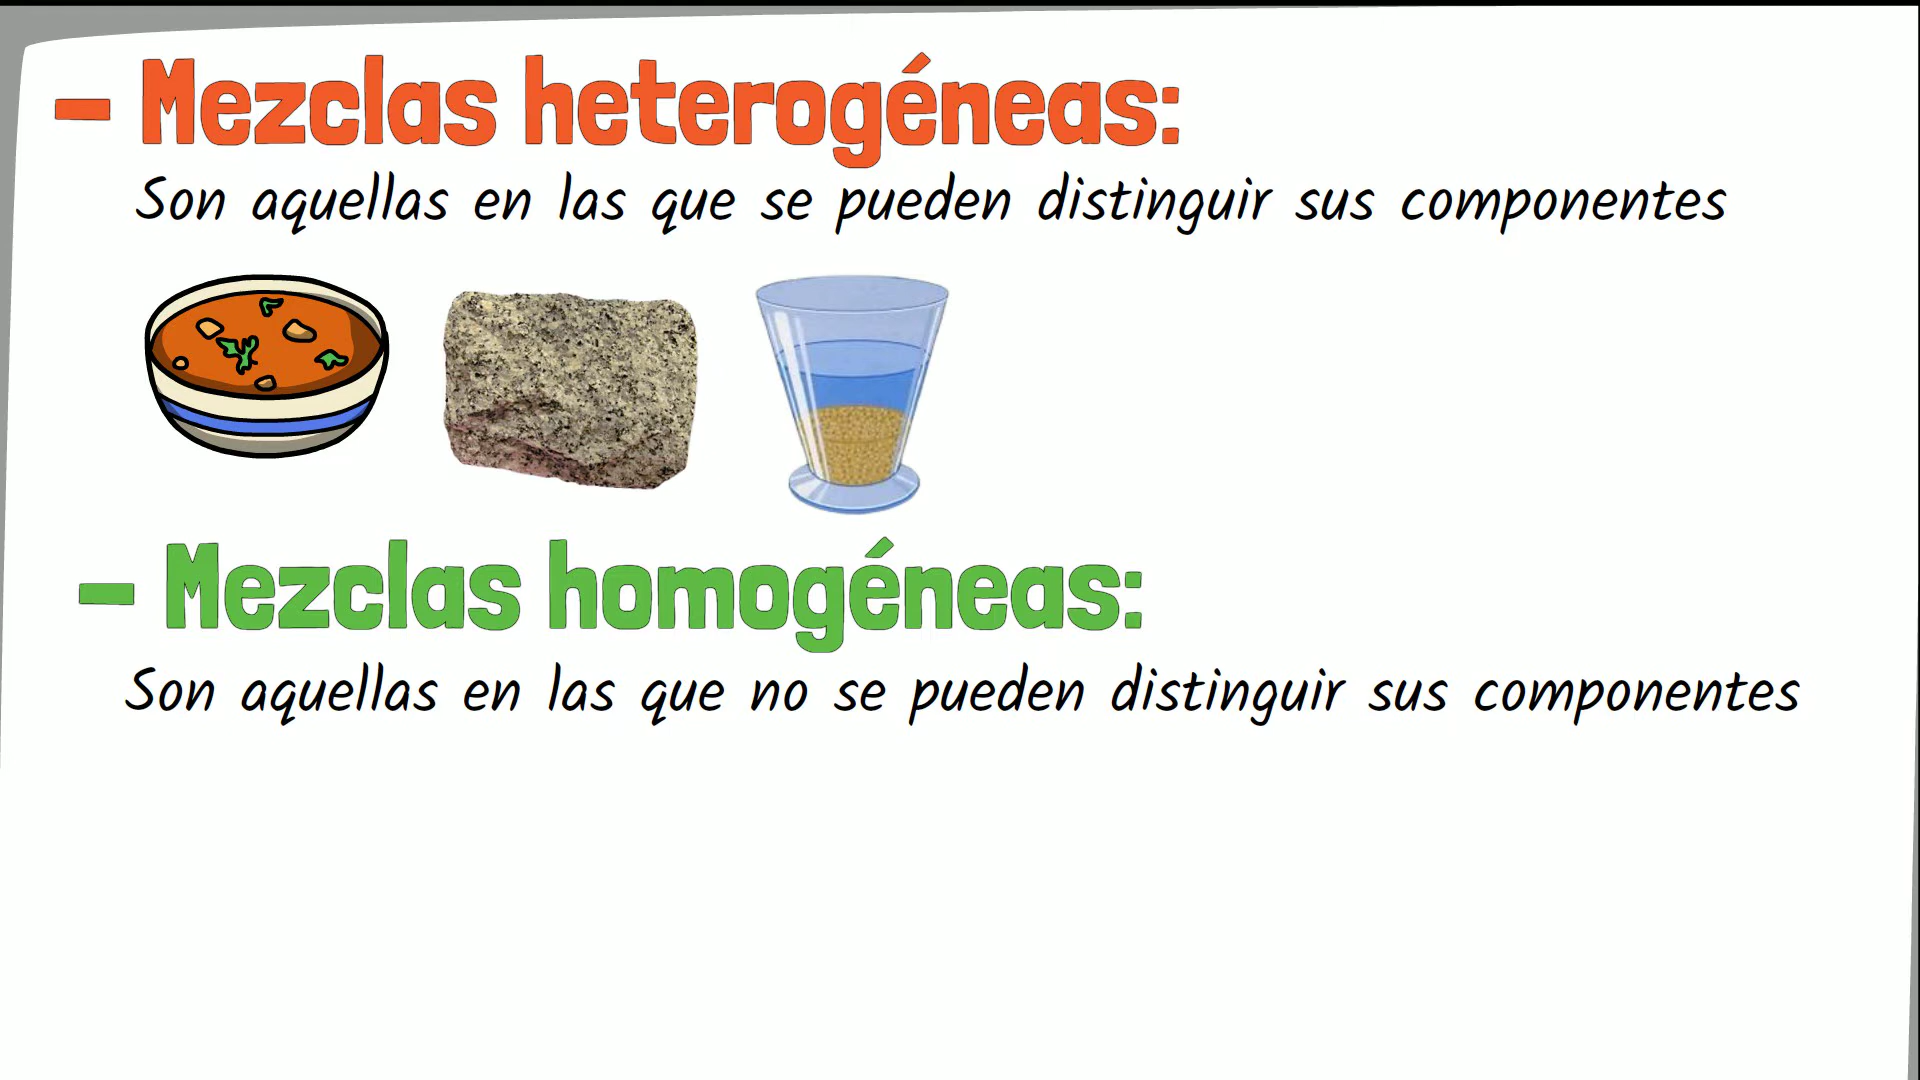 - Mezclas heterogéneas:
Son aquellas en las que se pueden distinguir sus componentes
- Mezclas homogéneas:
Son aquellas en las que no se pueden distinguir sus componentes